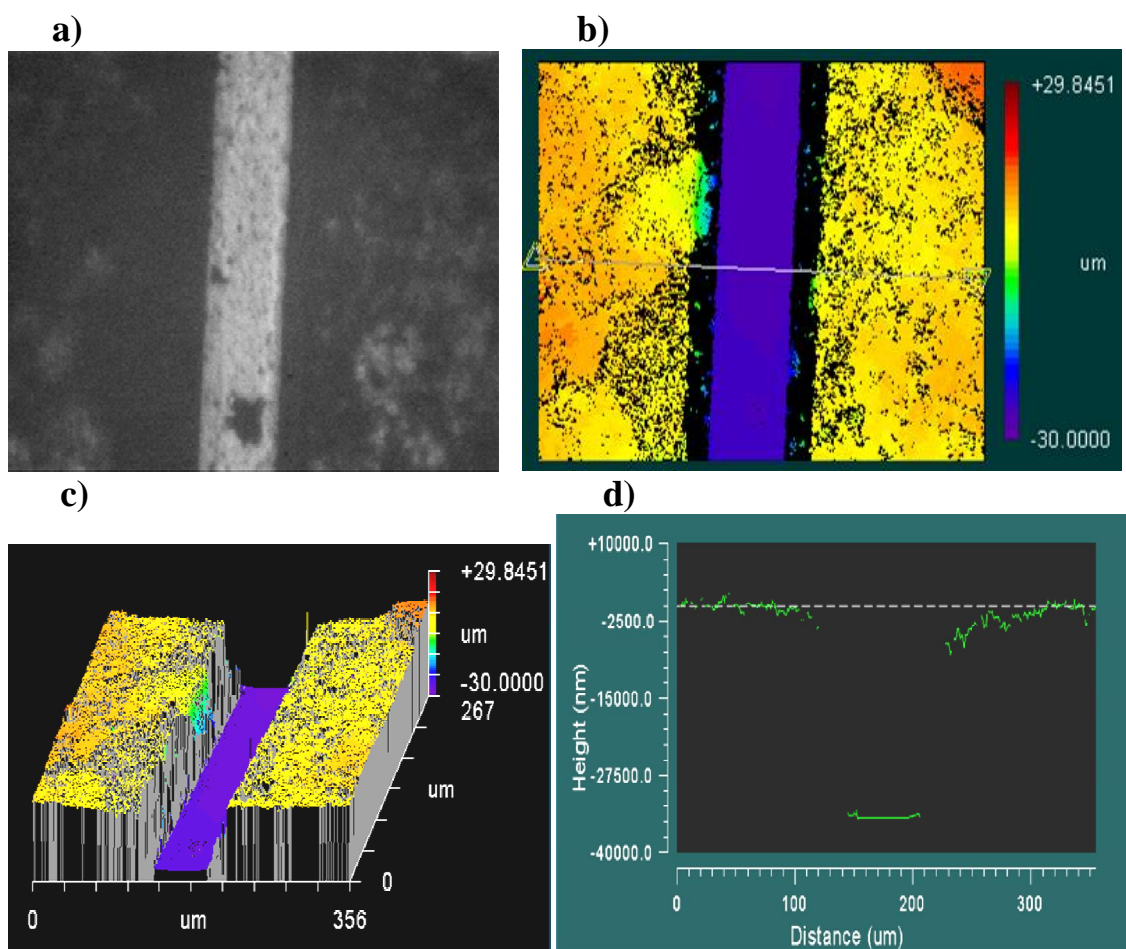 a)
b)
+29.8451
um
-30.0000
c)
d)
+29.8451
um
-30.0000
267
um
0
0
um
356
+10000.0
-2500.0
-15000.0
-27500.0
-40000.0
Height (nm)
0
100
200
300
Distance (um)